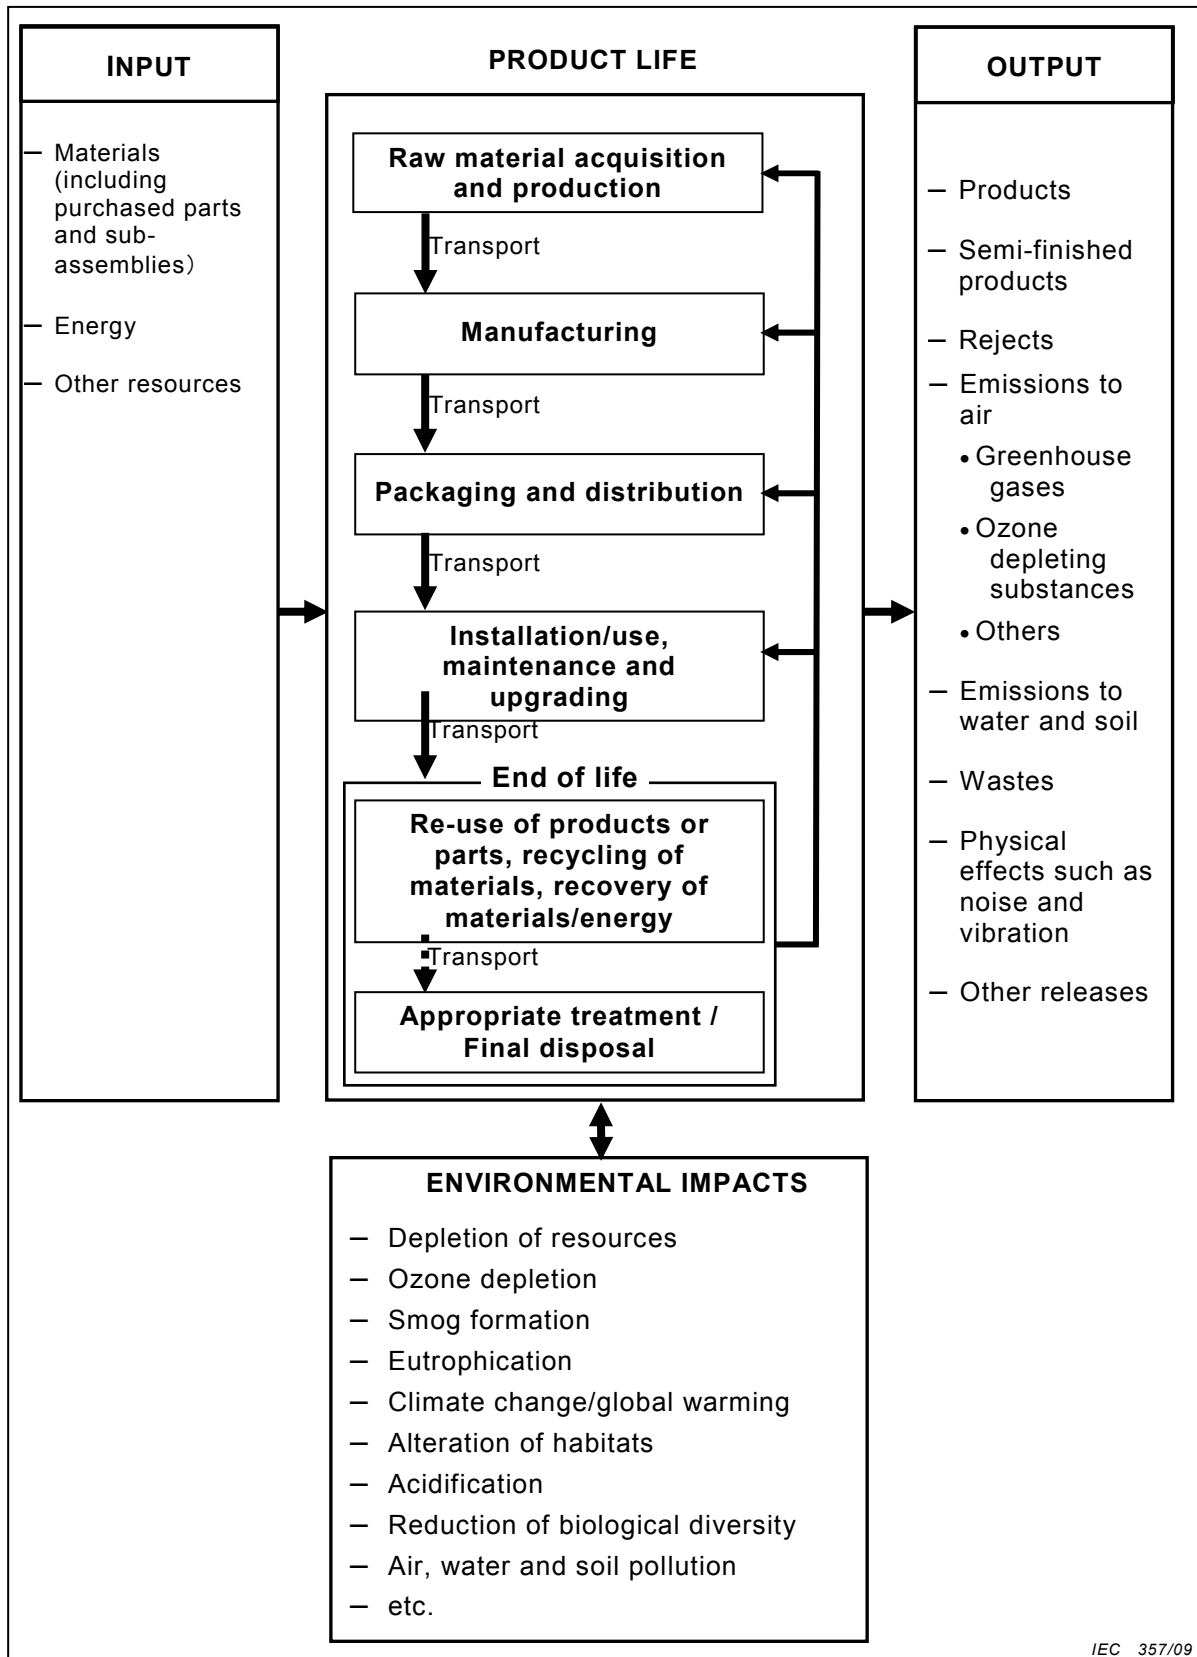 INPUT
– Materials
(including
purchased parts
and sub-
assemblies）
– Energy
– Other resources
PRODUCT LIFE
Raw material acquisition
and production
Transport
Manufacturing
Transport
Packaging and distribution
Transport
Installation/use,
maintenance and
upgrading
Transport
End of life
Re-use of products or
parts, recycling of
materials, recovery of
materials/energy
Transport
Appropriate treatment /
Final disposal
OUTPUT
– Products
– Semi-finished
products
– Rejects
– Emissions to
air
• Greenhouse
gases
• Ozone
depleting
substances
• Others
– Emissions to
water and soil
– Wastes
– Physical
effects such as
noise and
vibration
– Other releases
ENVIRONMENTAL IMPACTS
– Depletion of resources
– Ozone depletion
– Smog formation
– Eutrophication
– Climate change/global warming
– Alteration of habitats
– Acidification
– Reduction of biological diversity
– Air, water and soil pollution
– etc.
IEC 357/09